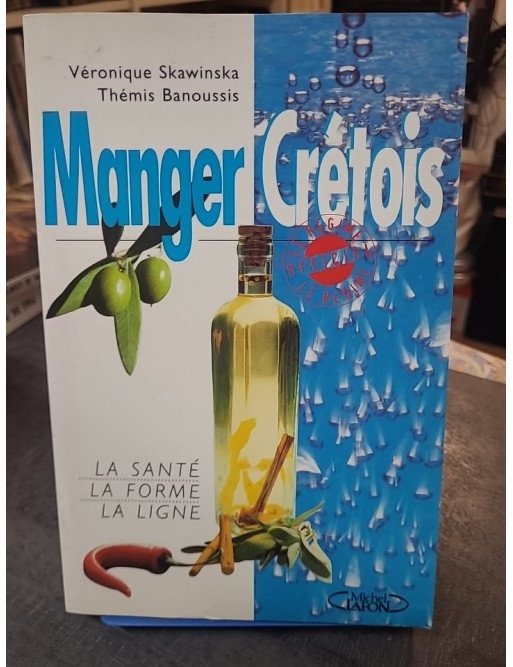 Véronique Skawinska
Thémis Banoussis
Manger Crétois
LA SANTÉ
LA FORME
LA LIGNE
Michel
LAFON